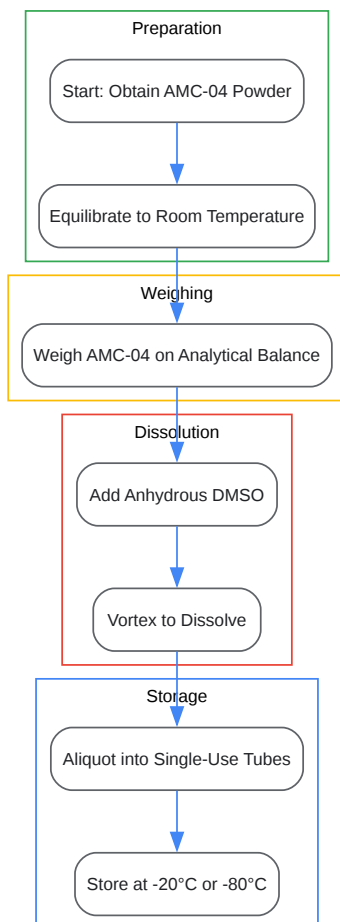 Preparation
Start: Obtain AMC-04 Powder
Equilibrate to Room Temperature
Weighing
Weigh AMC-04 on Analytical Balance
Dissolution
Add Anhydrous DMSO
Vortex to Dissolve
Storage
Aliquot into Single-Use Tubes
Store at -20°C or -80°C